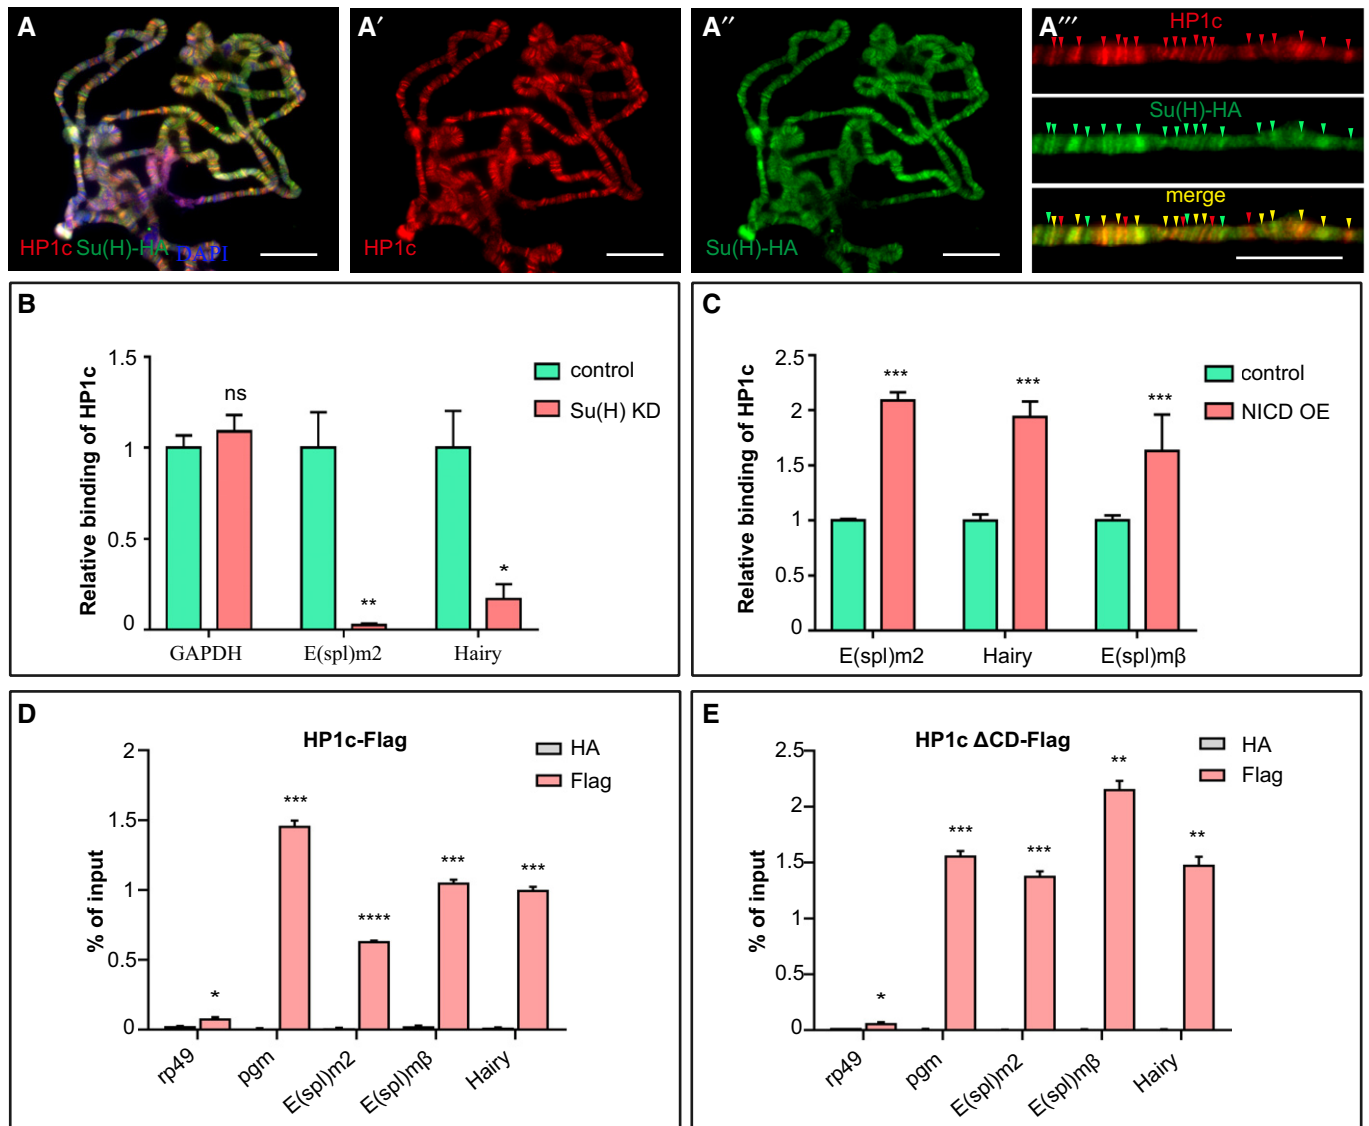 A
HP1c Su(H)-HA DAPI
A′
HP1c
A″
Su(H)-HA
A‴
HP1c
Su(H)-HA
merge
B
Relative binding of HP1c
1.5
1
0.5
0
ns
**
*
control
Su(H) KD
GAPDH
E(spl)m2
Hairy
C
Relative binding of HP1c
2.5
2
1.5
1
0.5
0
***
***
***
control
NICD OE
E(spl)m2
Hairy
E(spl)mβ
D
HP1c-Flag
HA
Flag
% of input
2
1.5
1
0.5
0
*
***
****
***
***
rp49
pgm
E(spl)m2
E(spl)mβ
Hairy
E
HP1c ΔCD-Flag
HA
Flag
% of input
2.5
2
1.5
1
0.5
0
*
***
***
**
**
rp49
pgm
E(spl)m2
E(spl)mβ
Hairy